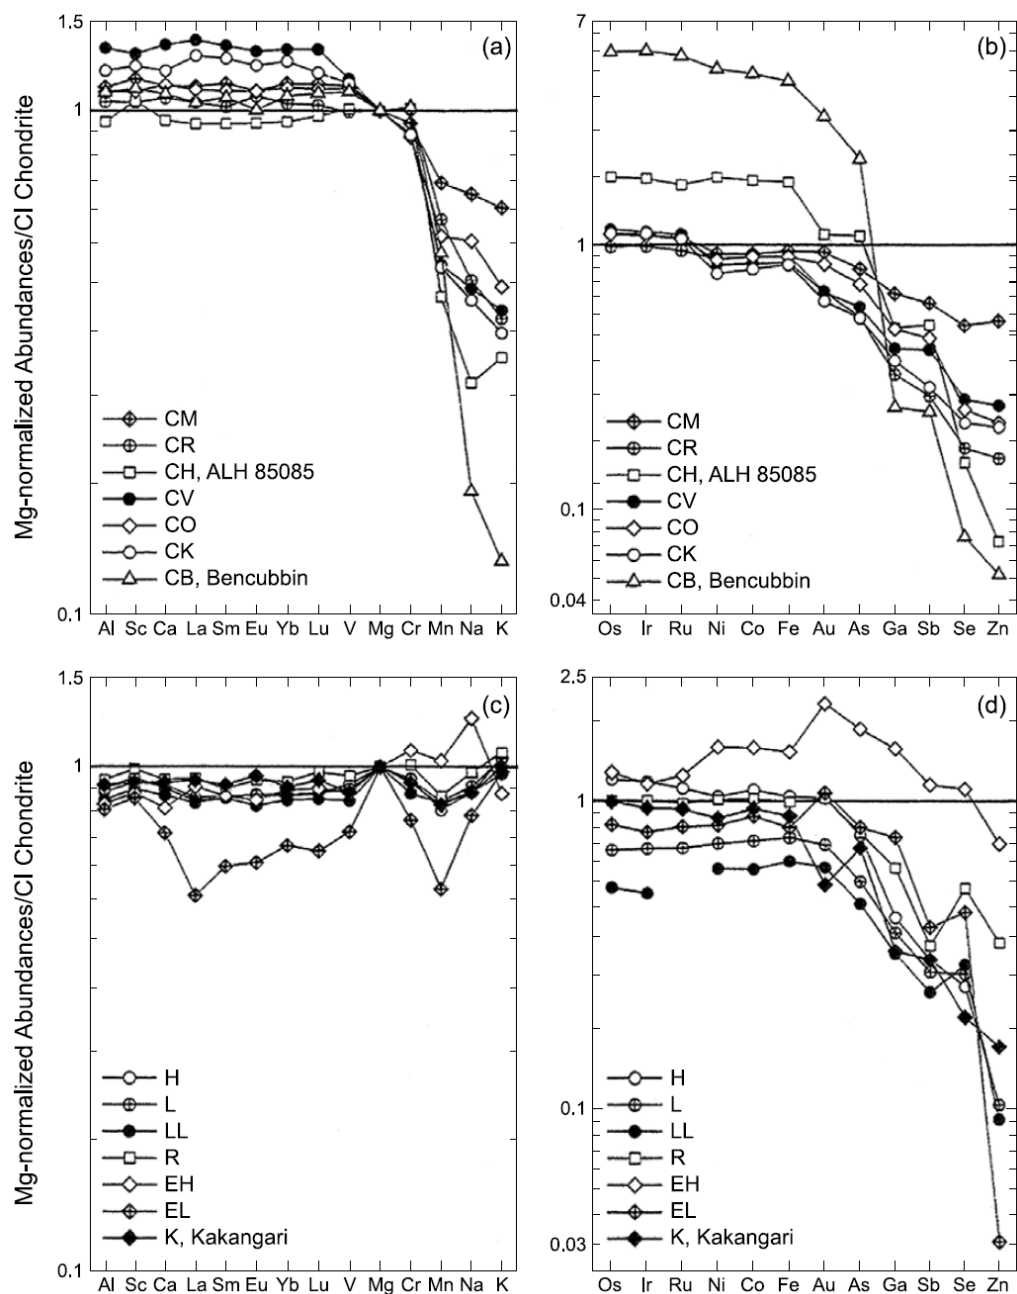 Mg-normalized Abundances/CI Chondrite
1.5
1
0.1
(a)
CM
CR
CH, ALH 85085
CV
CO
CK
CB, Bencubbin
Al Sc Ca La Sm Eu Yb Lu V Mg Cr Mn Na K
7
1
0.1
0.04
(b)
CM
CR
CH, ALH 85085
CV
CO
CK
CB, Bencubbin
Os Ir Ru Ni Co Fe Au As Ga Sb Se Zn
Mg-normalized Abundances/CI Chondrite
1.5
1
0.1
(c)
H
L
LL
R
EH
EL
K, Kakangari
Al Sc Ca La Sm Eu Yb Lu V Mg Cr Mn Na K
2.5
1
0.1
0.03
(d)
H
L
LL
R
EH
EL
K, Kakangari
Os Ir Ru Ni Co Fe Au As Ga Sb Se Zn